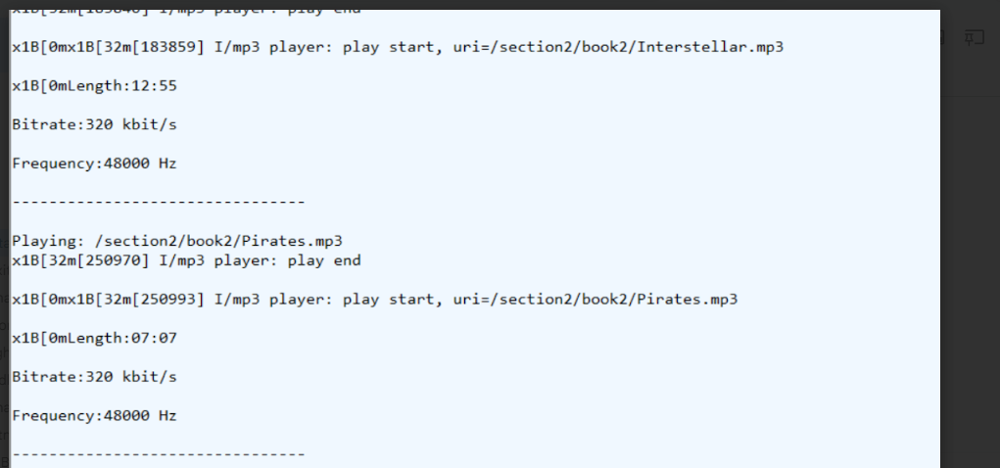 x1B[32m[183840] I/mp3 player: play end
x1B[0mx1B[32m[183859] I/mp3 player: play start, uri=/section2/book2/Interstellar.mp3
x1B[0mLength:12:55
Bitrate:320 kbit/s
Frequency:48000 Hz
--------------------------------
Playing: /section2/book2/Pirates.mp3
x1B[32m[250970] I/mp3 player: play end
x1B[0mx1B[32m[250993] I/mp3 player: play start, uri=/section2/book2/Pirates.mp3
x1B[0mLength:07:07
Bitrate:320 kbit/s
Frequency:48000 Hz
--------------------------------